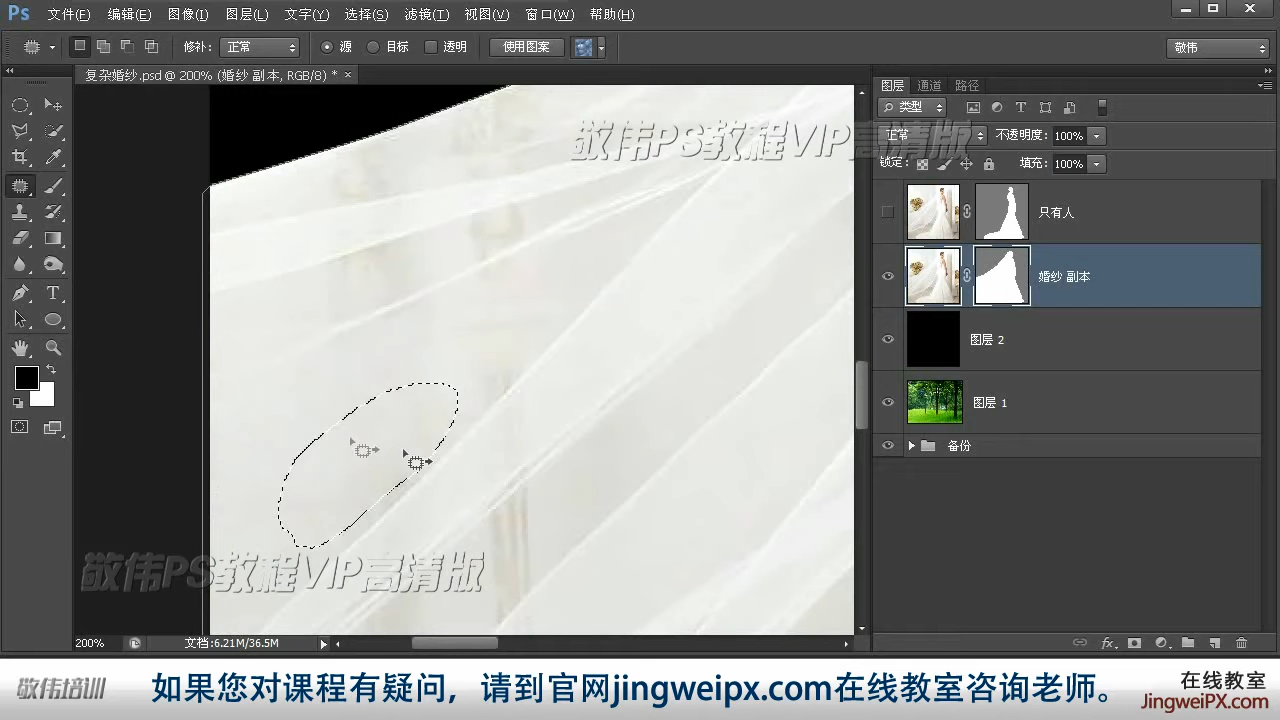 Ps 文件(F) 编辑(E) 图像(I) 图层(L) 文字(Y) 选择(S) 滤镜(T) 视图(V) 窗口(W) 帮助(H)
修补: 正常 源 目标 透明 使用图案 敬伟
复杂婚纱.psd @ 200% (婚纱 副本, RGB/8) * ×
图层 通道 路径
类型
正常 不透明度: 100%
锁定: 填充: 100%
敬伟PS教程VIP高清版
只有人
婚纱 副本
图层 2
图层 1
备份
敬伟PS教程VIP高清版
200% 文档:6.21M/36.5M
敬伟培训 如果您对课程有疑问，请到官网jingweipx.com在线教室咨询老师。
在线教室
JingweiPX.com